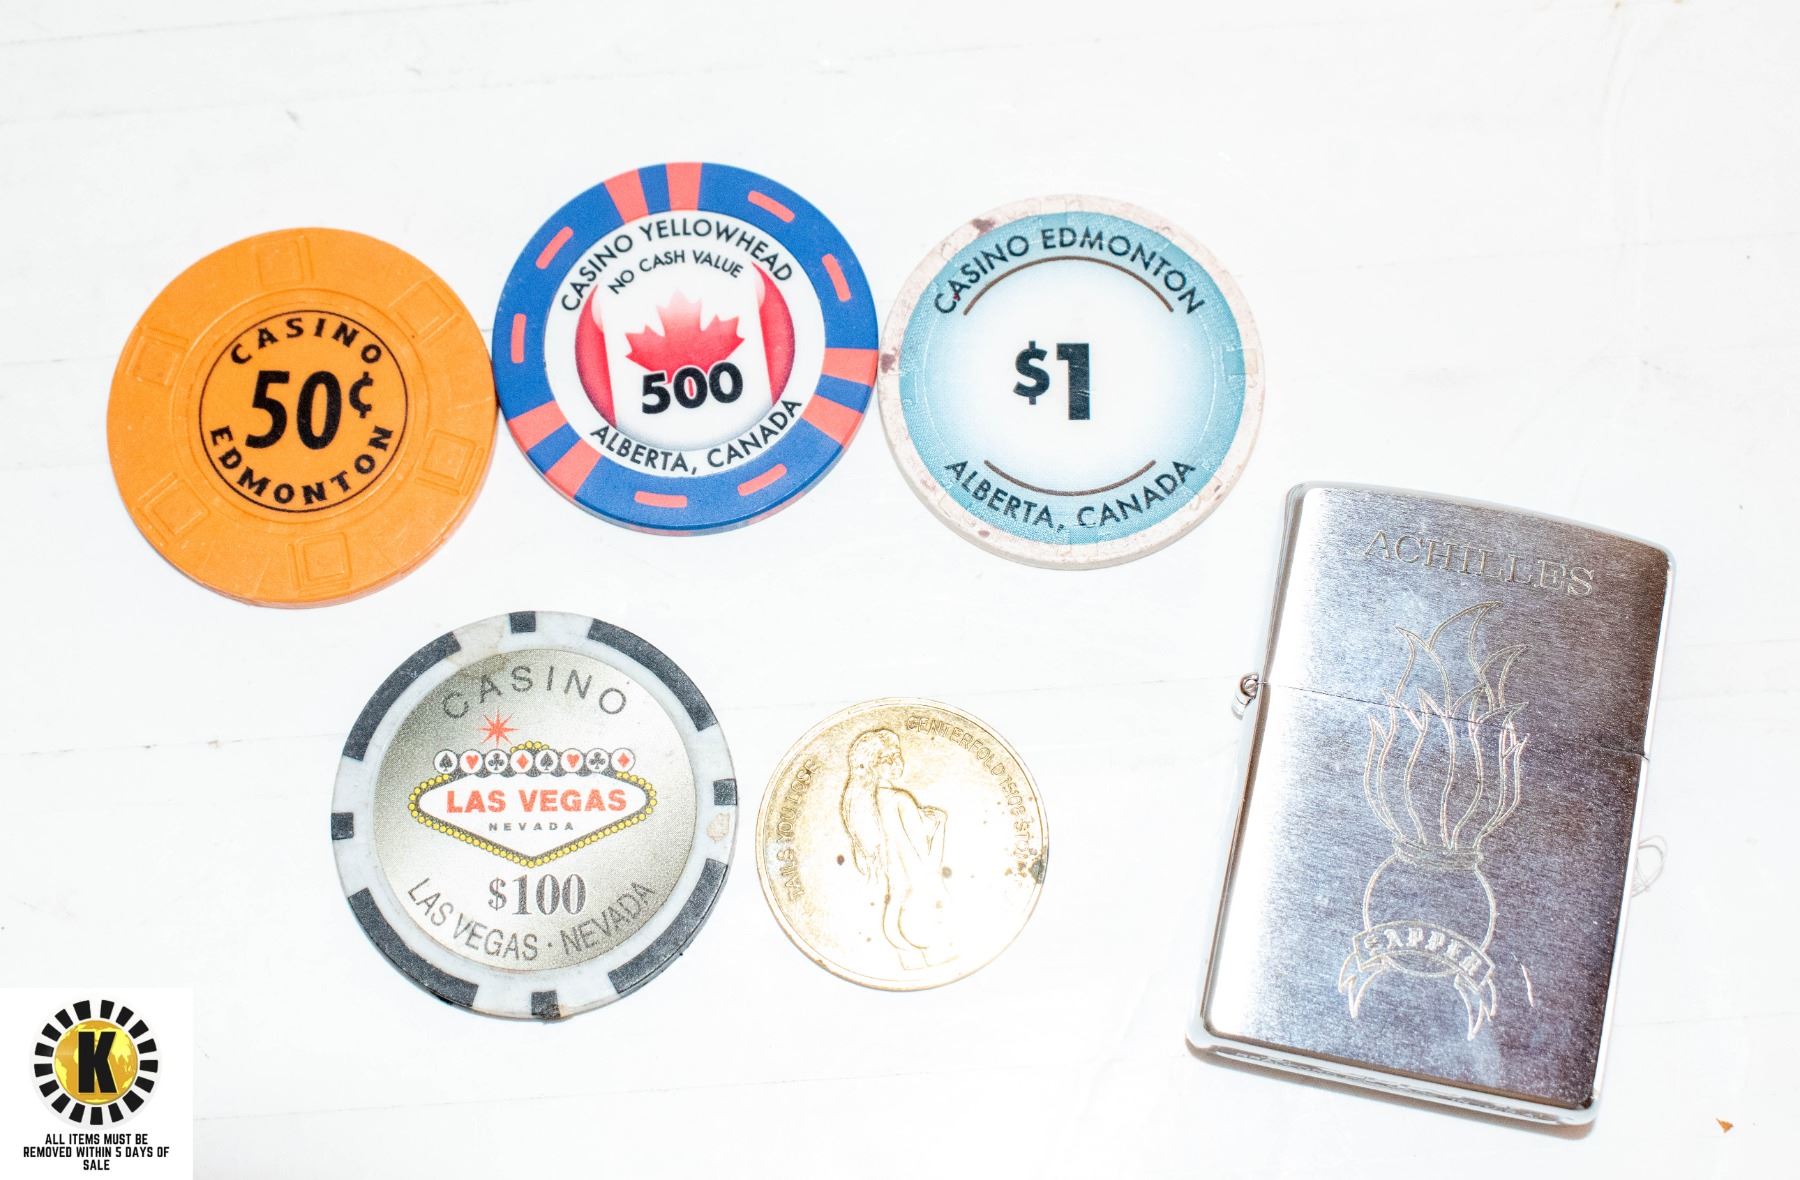 CASINO
50¢
EDMONTON
CASINO YELLOWHEAD
NO CASH VALUE
500
ALBERTA, CANADA
CASINO EDMONTON
$1
ALBERTA, CANADA
CASINO
LAS VEGAS
NEVADA
$100
LAS VEGAS · NEVADA
TAILS YOU LOSE
CENTERFOLD
ACHILLES
SAPPER
K
ALL ITEMS MUST BE
REMOVED WITHIN 5 DAYS OF
SALE